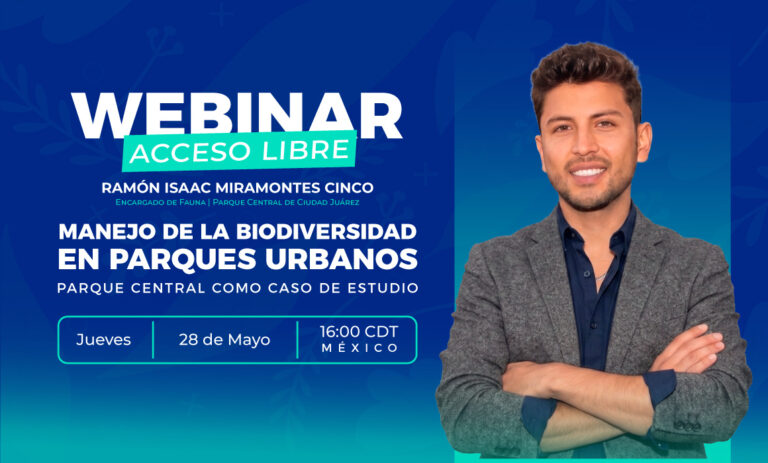 WEBINAR
ACCESO LIBRE
RAMÓN ISAAC MIRAMONTES CINCO
ENCARGADO DE FAUNA | PARQUE CENTRAL DE CIUDAD JUÁREZ
MANEJO DE LA BIODIVERSIDAD
EN PARQUES URBANOS
PARQUE CENTRAL COMO CASO DE ESTUDIO
Jueves
28 de Mayo
16:00 CDT
MÉXICO